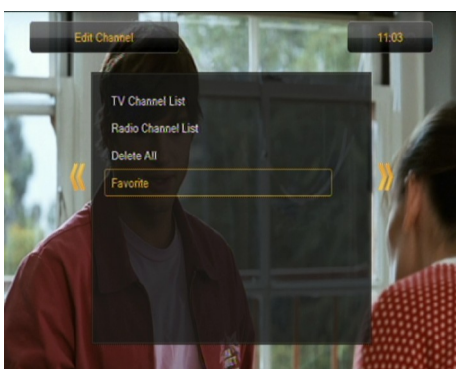 Edit Channel
11:03
TV Channel List
Radio Channel List
Delete All
Favorite